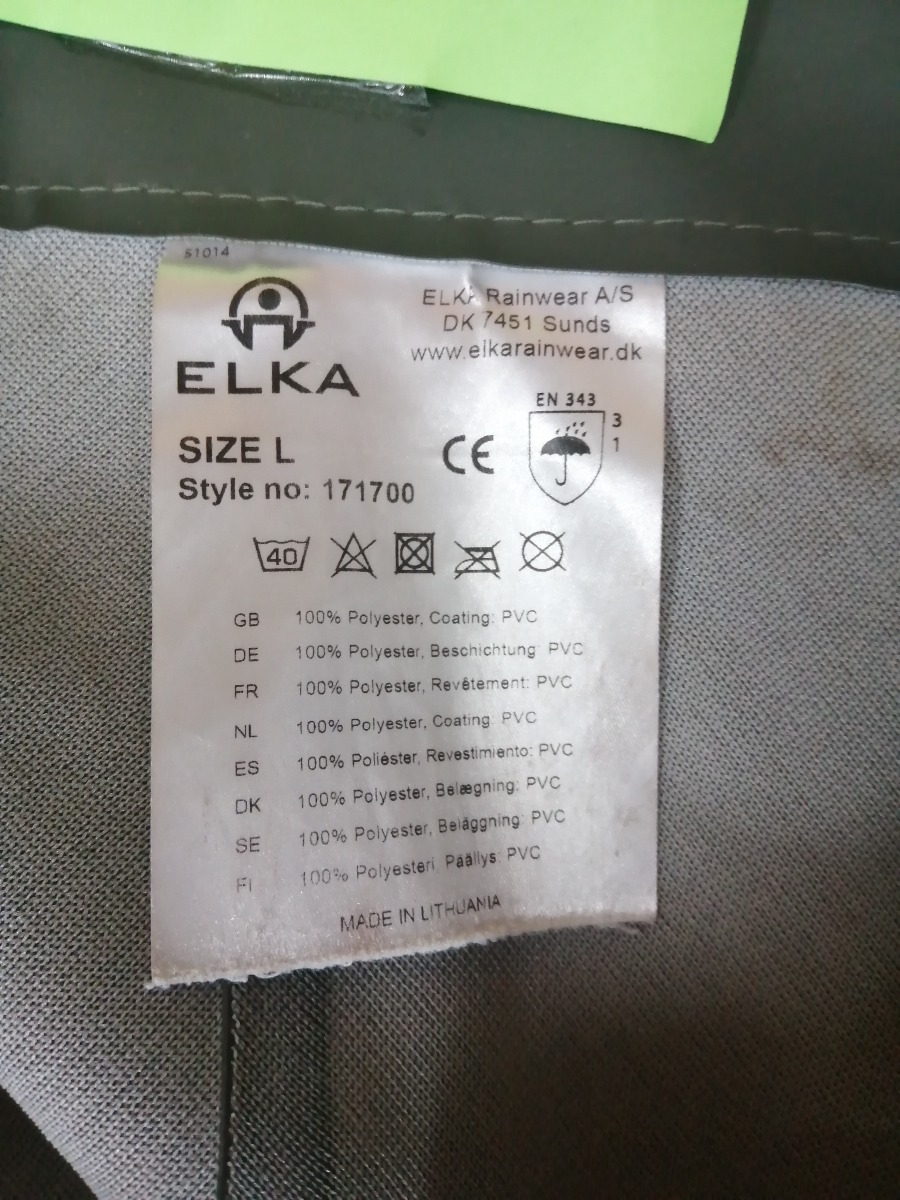 51014
ELKA Rainwear A/S
DK 7451 Sunds
www.elkarainwear.dk
ELKA
EN 343
3
1
SIZE L
CE
Style no: 171700
40
GB 100% Polyester, Coating: PVC
DE 100% Polyester, Beschichtung: PVC
FR 100% Polyester, Revêtement: PVC
NL 100% Polyester, Coating: PVC
ES 100% Poliéster, Revestimiento: PVC
DK 100% Polyester, Belægning: PVC
SE 100% Polyester, Beläggning: PVC
FI 100% Polyesteri, Päällys: PVC
MADE IN LITHUANIA